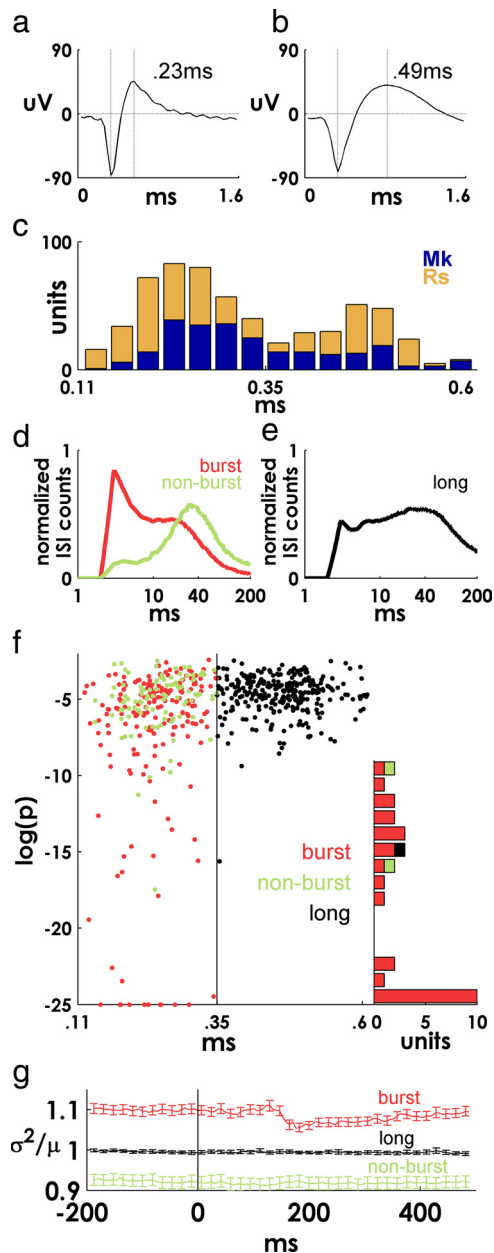 a
90
.23ms
uV
0
-90
0
ms
1.6
b
90
.49ms
uV
0
-90
0
ms
1.6
c
100
Mk
Rs
units
0
0.11
0.35
0.6
ms
d
1
burst
non-burst
normalized
ISI counts
0
1
10
40
200
ms
e
1
long
normalized
ISI counts
0
1
10
40
200
ms
f
-5
-10
-15
-20
-25
log(p)
burst
non-burst
long
.11
.35
.6
ms
0
5
10
units
g
1.1
1
0.9
σ²/μ
burst
long
non-burst
-200
0
200
400
ms